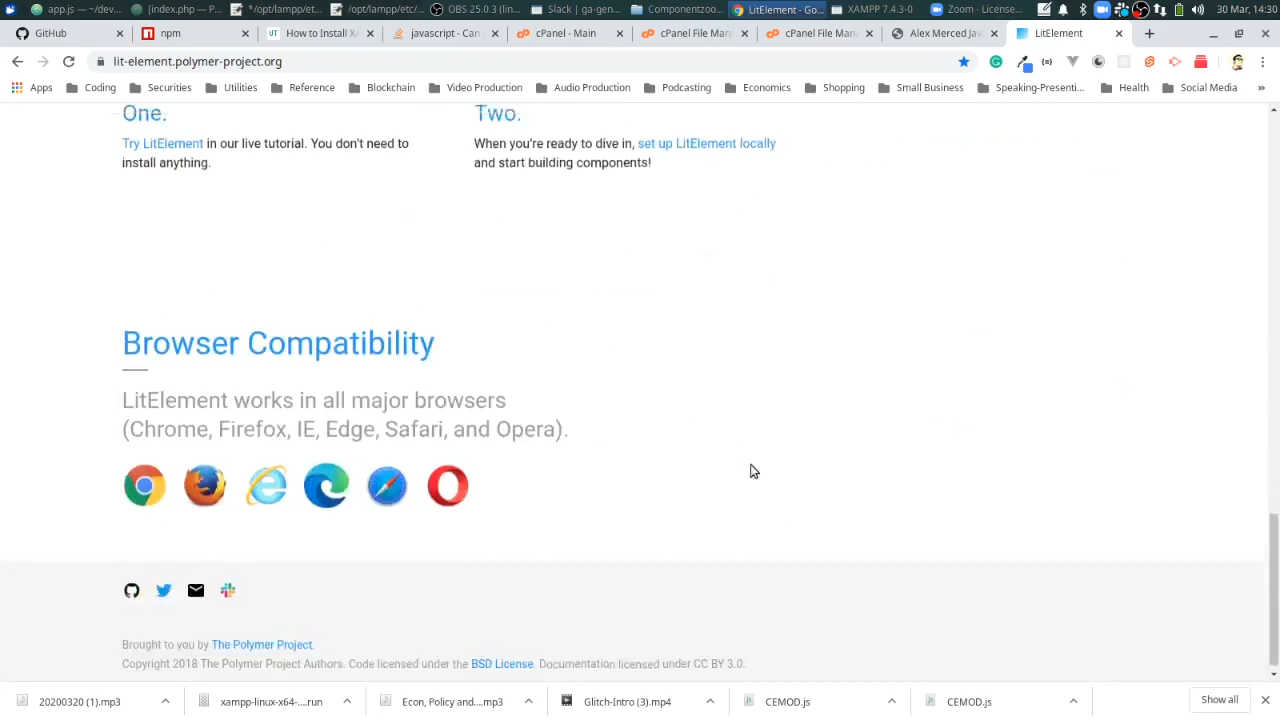 app.js — ~/dev...
*/opt/lampp/et...
[index.php — P...
/opt/lampp/etc/...
OBS 25.0.3 (lin...
Slack | ga-gen...
Componentzoo...
LitElement - Go...
XAMPP 7.4.3-0
Zoom - License...
30 Mar, 14:30
GitHub
npm
How to Install XA
javascript - Can
cPanel - Main
cPanel File Man
cPanel File Man
Alex Merced Jav
LitElement
lit-element.polymer-project.org
Apps
Coding
Securities
Utilities
Reference
Blockchain
Video Production
Audio Production
Podcasting
Economics
Shopping
Small Business
Speaking-Presenti...
Health
Social Media
»
One.
Try LitElement in our live tutorial. You don't need to
install anything.
Two.
When you're ready to dive in, set up LitElement locally
and start building components!
Browser Compatibility
LitElement works in all major browsers
(Chrome, Firefox, IE, Edge, Safari, and Opera).
Brought to you by The Polymer Project.
Copyright 2018 The Polymer Project Authors. Code licensed under the BSD License. Documentation licensed under CC BY 3.0.
20200320 (1).mp3
xampp-linux-x64-....run
Econ, Policy and....mp3
Glitch-Intro (3).mp4
CEMOD.js
CEMOD.js
Show all